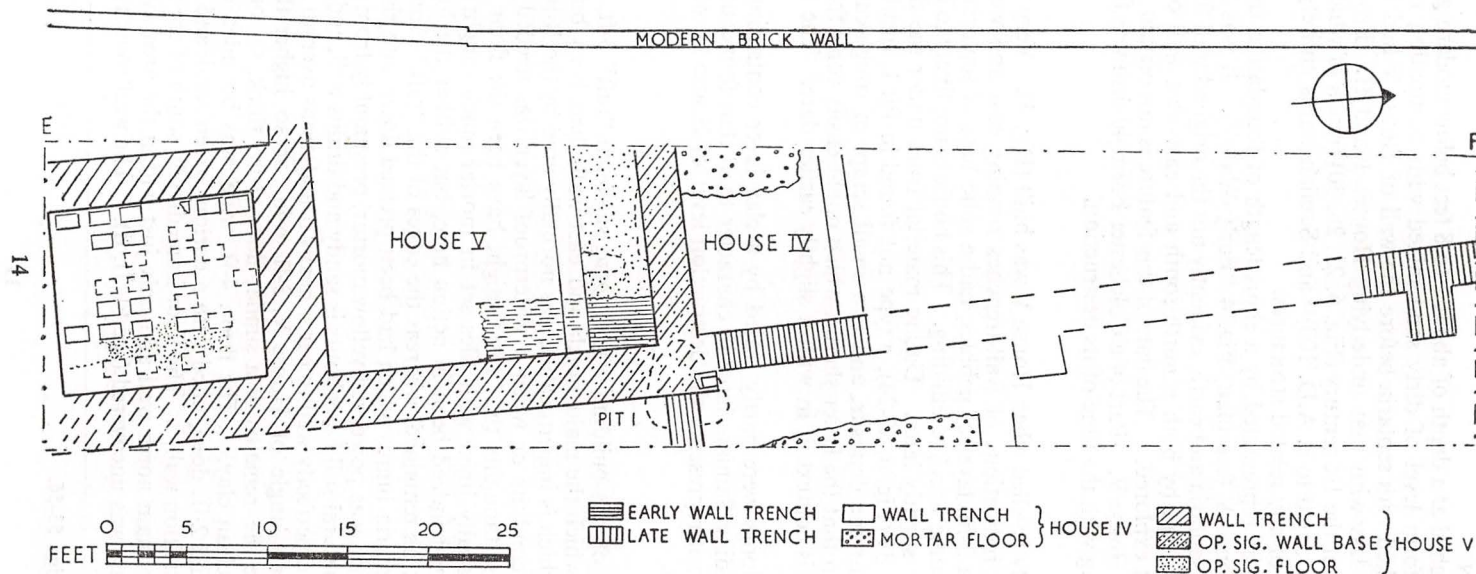 MODERN BRICK WALL
E
F
HOUSE V
HOUSE IV
14
PIT I
EARLY WALL TRENCH
LATE WALL TRENCH
WALL TRENCH
MORTAR FLOOR
HOUSE IV
WALL TRENCH
OP. SIG. WALL BASE
OP. SIG. FLOOR
HOUSE V
FEET
5 0 5 10 15 20 25